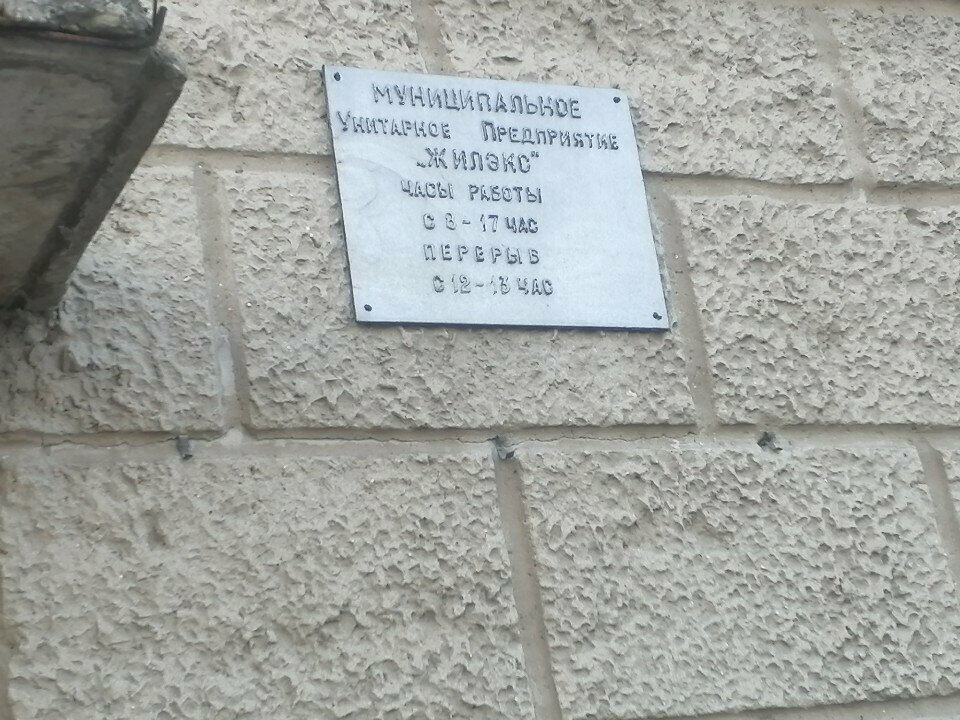 МУНИЦИПАЛЬНОЕ
УНИТАРНОЕ ПРЕДПРИЯТИЕ
„ЖИЛЭКС"
ЧАСЫ РАБОТЫ
С 8-17 ЧАС
ПЕРЕРЫВ
С 12-13 ЧАС